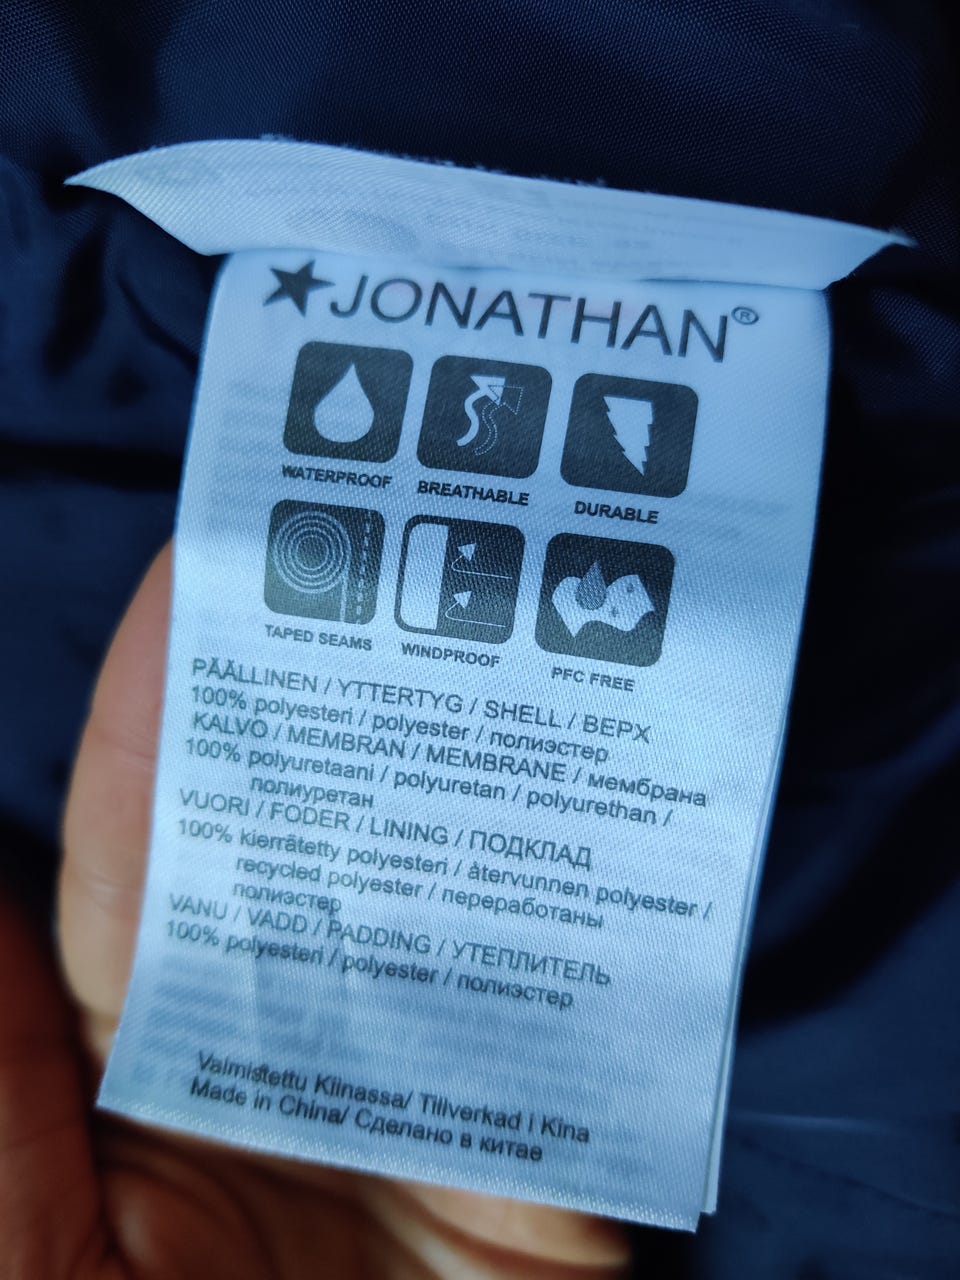 JONATHAN®
WATERPROOF
BREATHABLE
DURABLE
TAPED SEAMS
WINDPROOF
PFC FREE
PÄÄLLINEN / YTTERTYG / SHELL / ВЕРХ
100% polyesteri / polyester / полиэстер
KALVO / MEMBRAN / MEMBRANE / мембрана
100% polyuretaani / polyuretan / polyurethan /
полиуретан
VUORI / FODER / LINING / ПОДКЛАД
100% kierrätetty polyesteri / återvunnen polyester /
recycled polyester / переработаны
полиэстер
VANU / VADD / PADDING / УТЕПЛИТЕЛЬ
100% polyesteri / polyester / полиэстер
Valmistettu Kiinassa/ Tillverkad i Kina
Made in China/ Сделано в китае